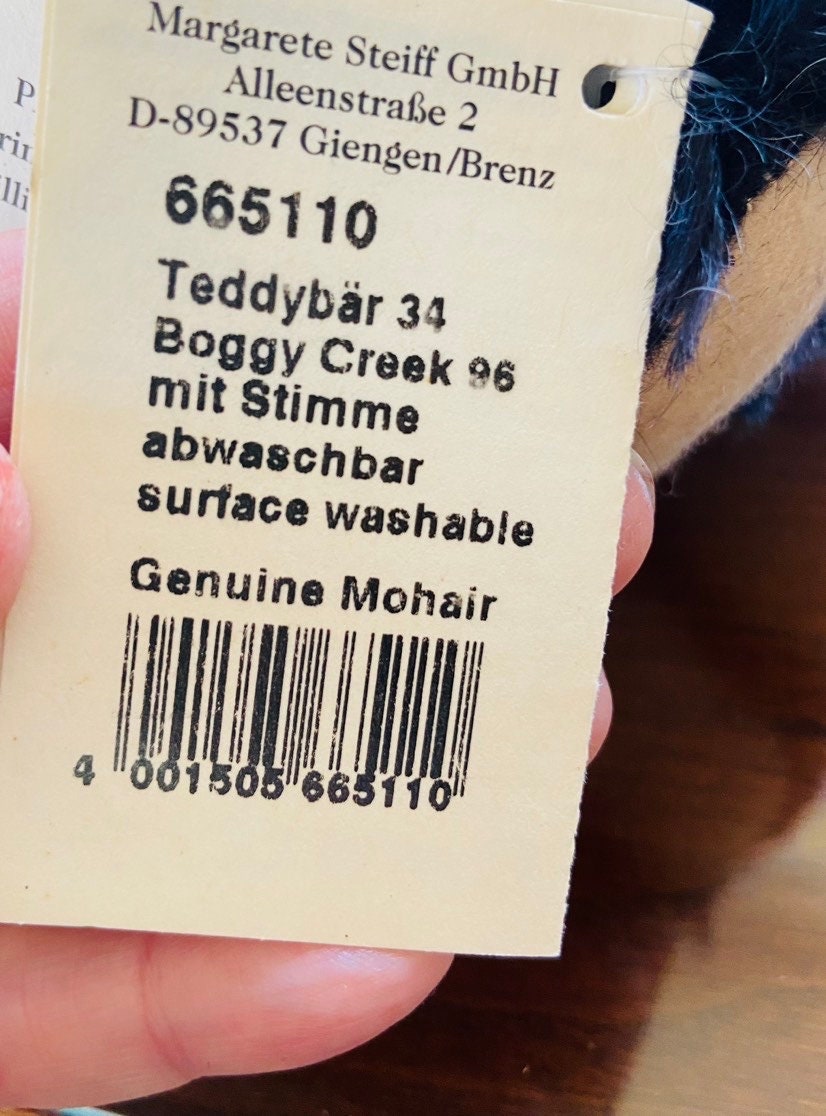 Margarete Steiff GmbH
Alleenstraße 2
D-89537 Giengen/Brenz
665110
Teddybär 34
Boggy Creek 96
mit Stimme
abwaschbar
surface washable
Genuine Mohair
4 001505 665110